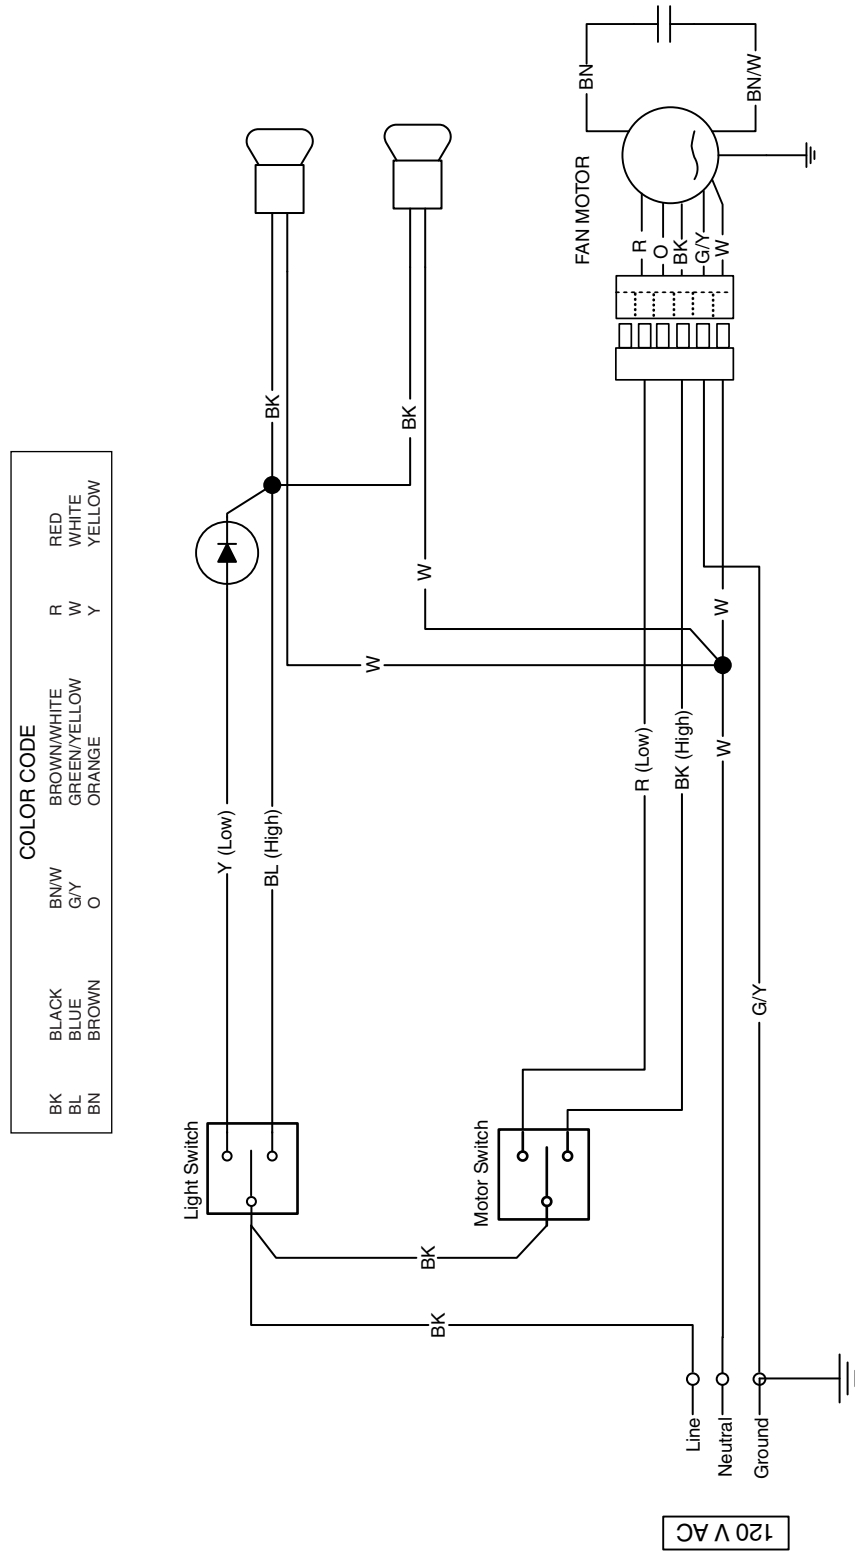 COLOR CODE
BK BLACK BN/W BROWN/WHITE R RED
BL BLUE G/Y GREEN/YELLOW W WHITE
BN BROWN O ORANGE Y YELLOW
Light Switch
Y (Low)
BL (High)
BK
BK
W
W
BK
BK
Motor Switch
R (Low)
BK (High)
W
W
G/Y
FAN MOTOR
R
O
BK
G/Y
W
BN
BN/W
Line
Neutral
Ground
120 V AC